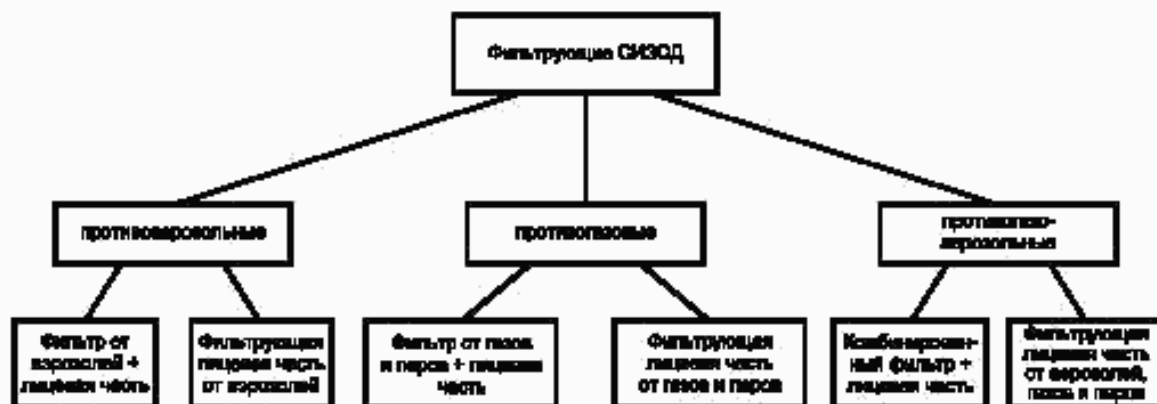 Фильтрующие СИЗОД
противоаэрозольные
противогазовые
противогазо-
аэрозольные
Фильтр от
аэрозолей +
лицевая часть
Фильтрующая
лицевая часть
от аэрозолей
Фильтр от газов
и паров + лицевая
часть
Фильтрующая
лицевая часть
от газов и паров
Комбинирован-
ный фильтр +
лицевая часть
Фильтрующая
лицевая часть
от аэрозолей,
газов и паров